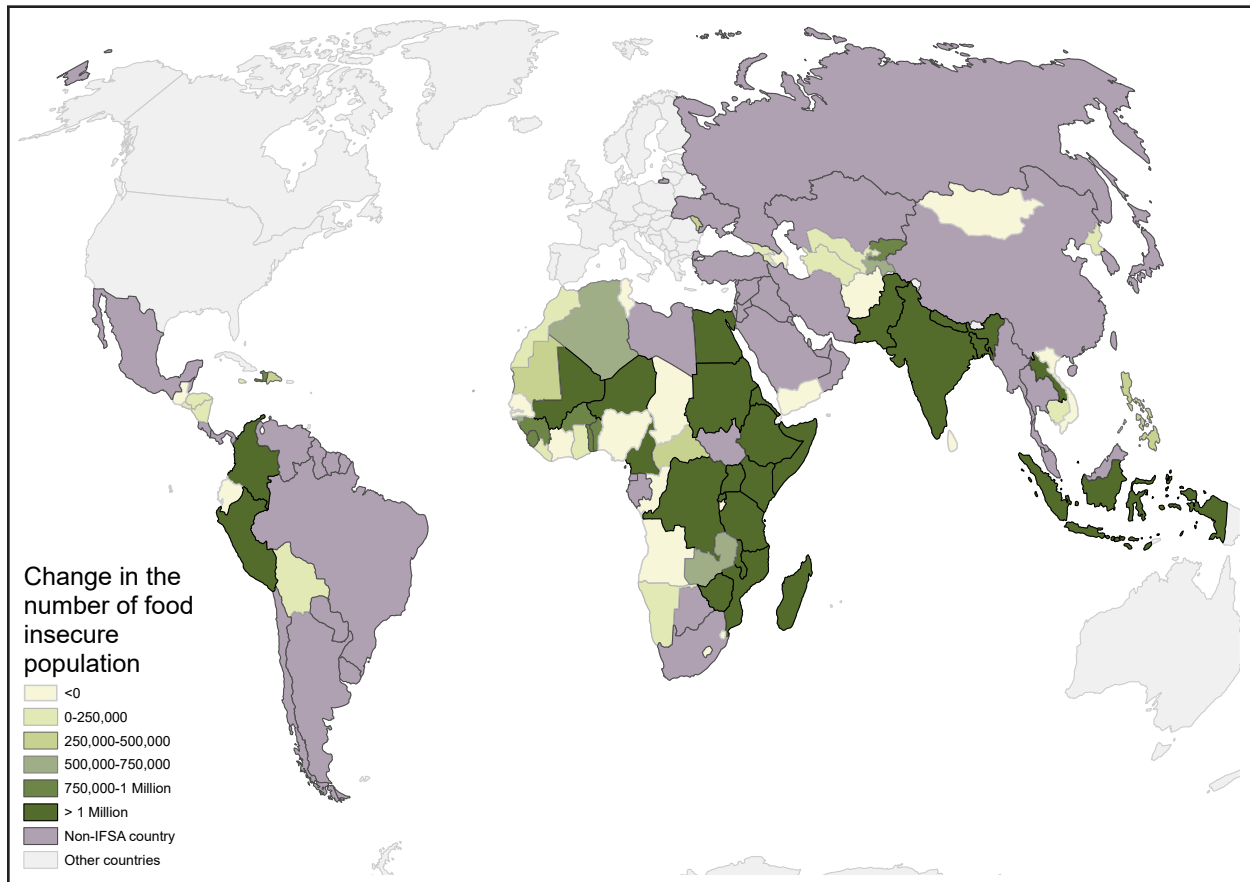 Change in the
number of food
insecure
population
<0
0-250,000
250,000-500,000
500,000-750,000
750,000-1 Million
> 1 Million
Non-IFSA country
Other countries